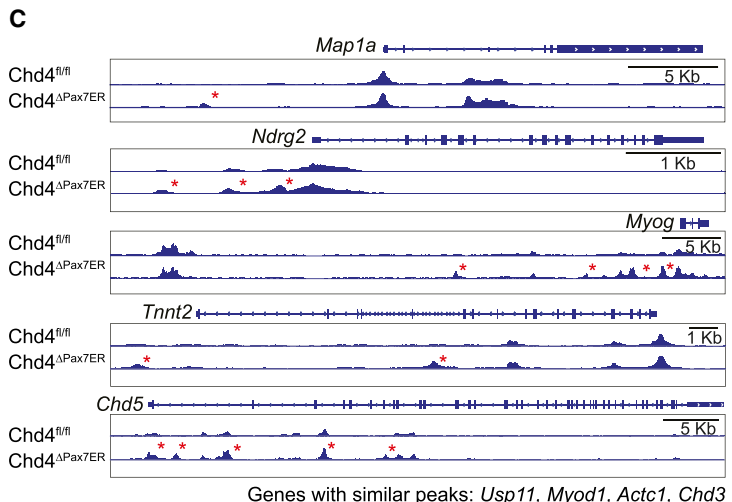 C
Map1a
Chd4fl/fl
5 Kb
Chd4ΔPax7ER
*
Ndrg2
Chd4fl/fl
1 Kb
Chd4ΔPax7ER
* * *
Myog
Chd4fl/fl
5 Kb
Chd4ΔPax7ER
* * * *
Tnnt2
Chd4fl/fl
1 Kb
Chd4ΔPax7ER
* *
Chd5
Chd4fl/fl
5 Kb
Chd4ΔPax7ER
* * * * *
Genes with similar peaks: Usp11, Myod1, Actc1, Chd3